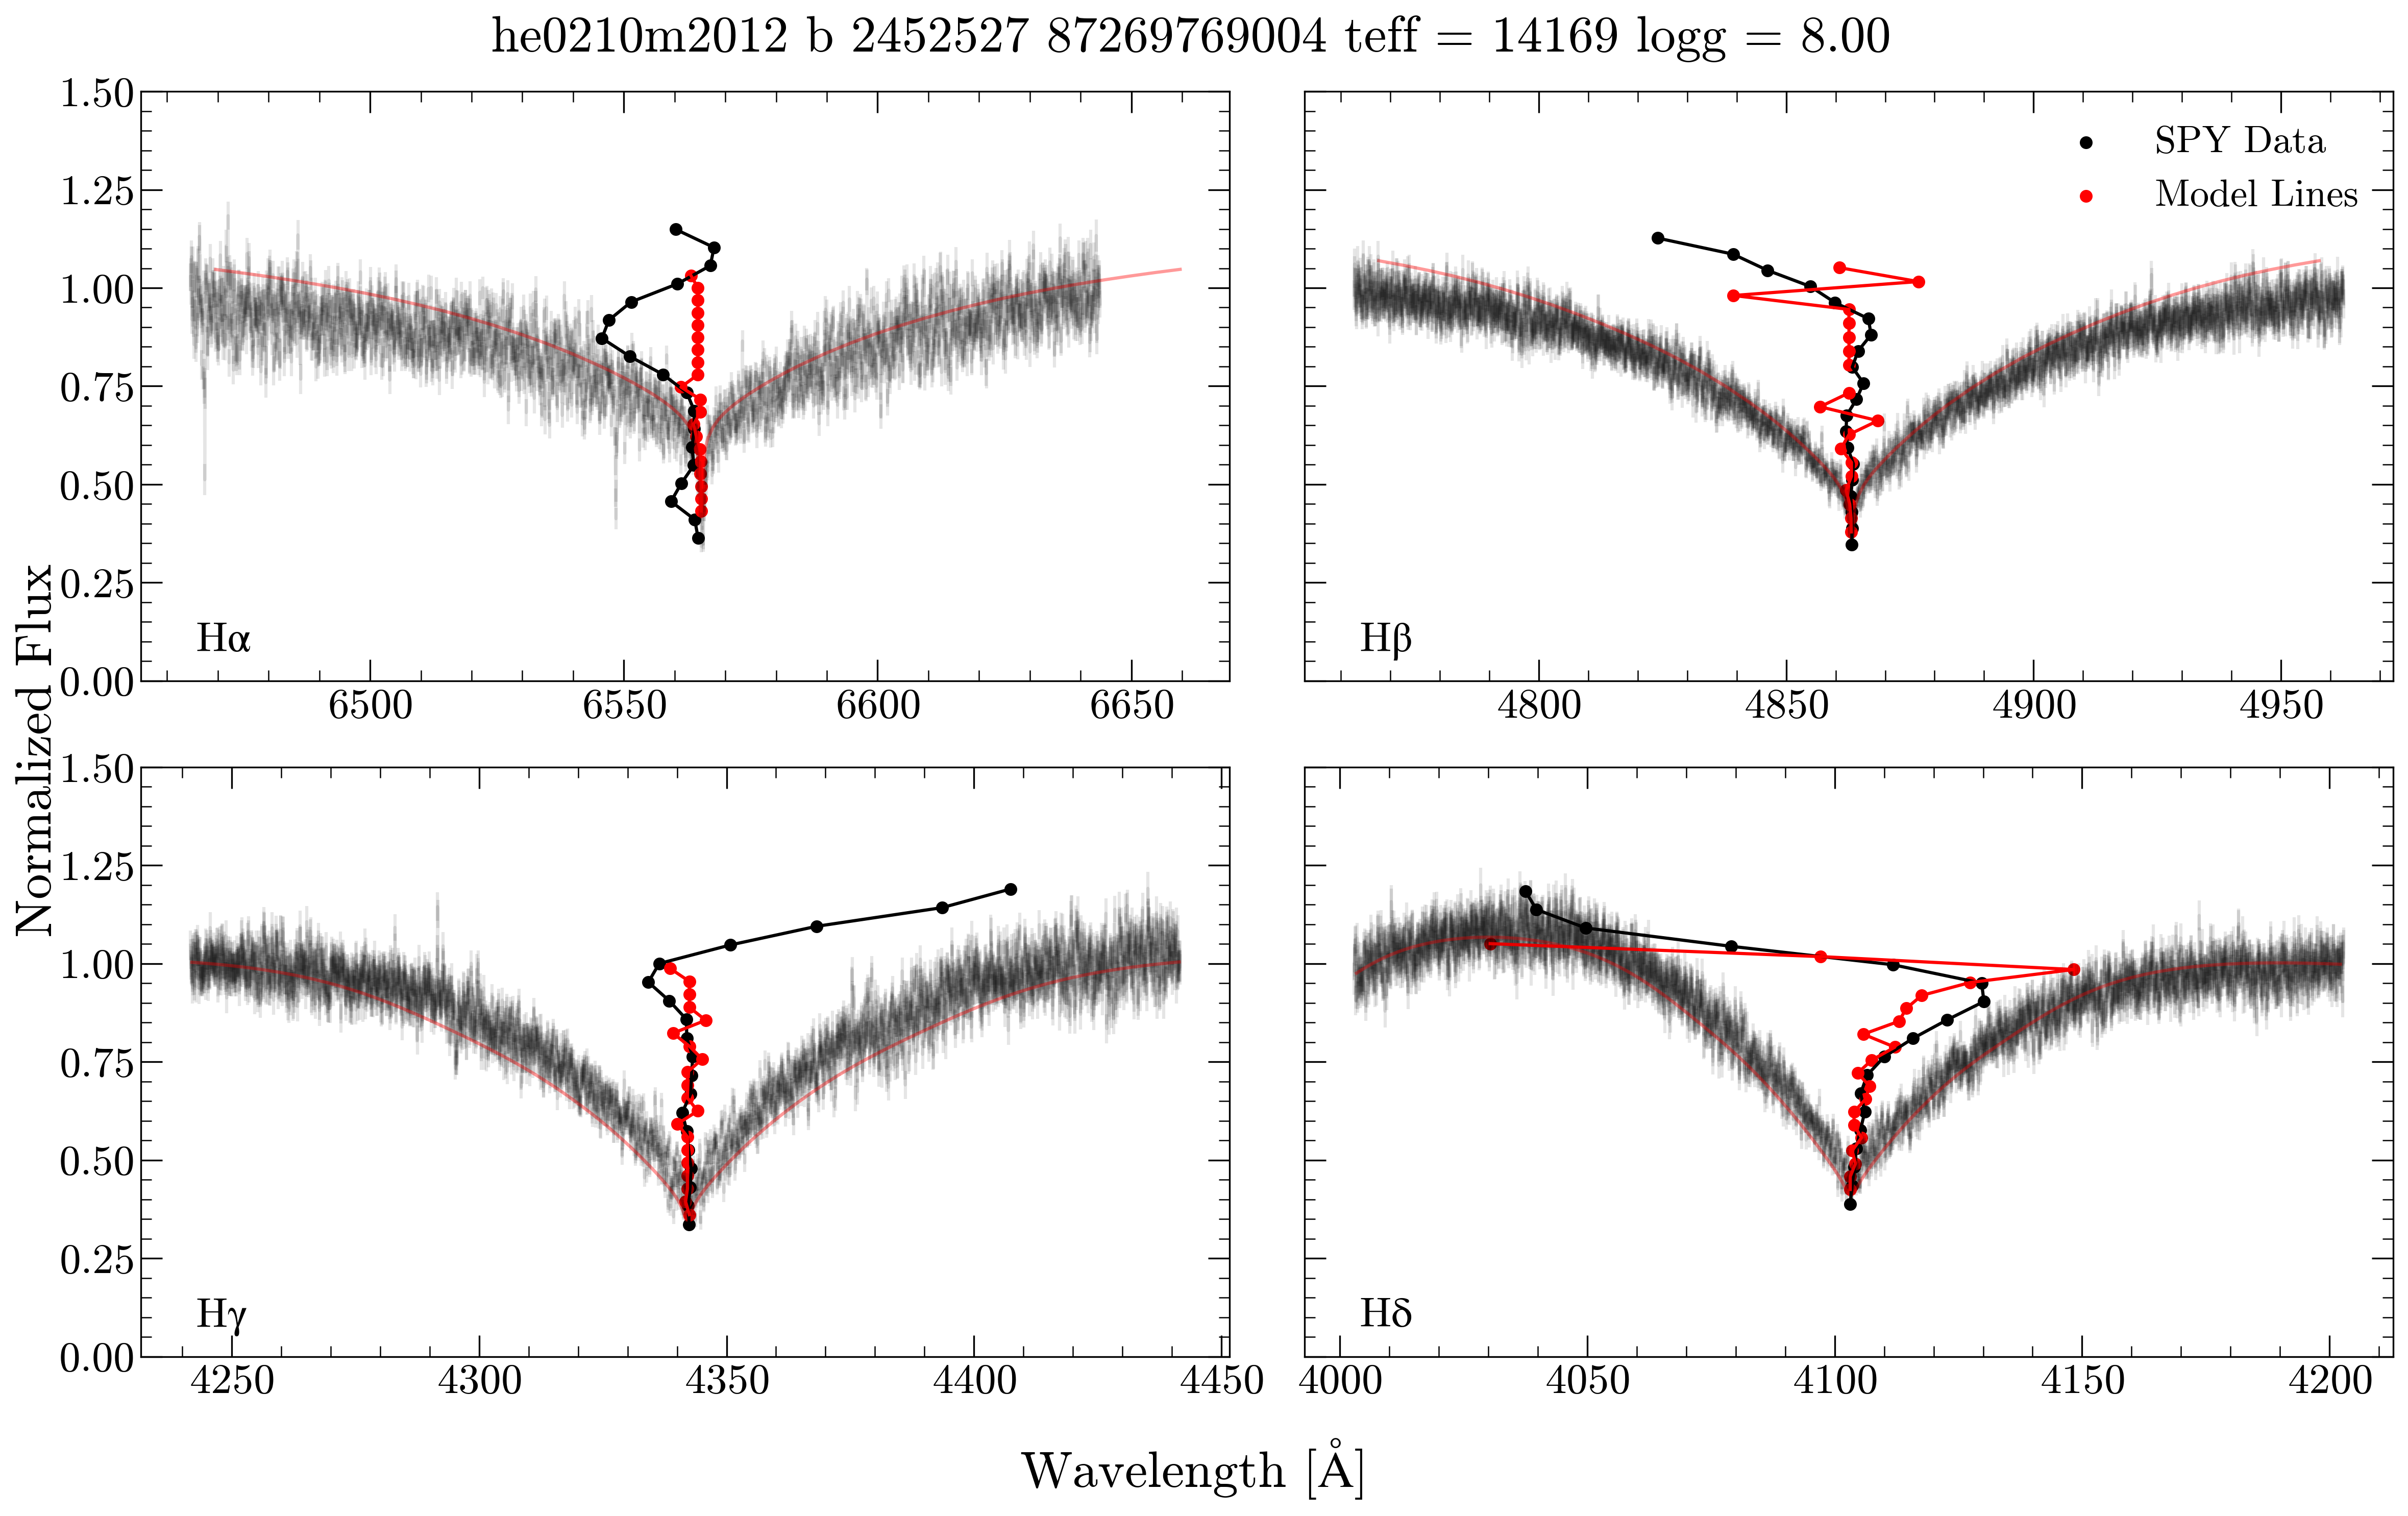 he0210m2012 b 2452527 87269769004 teff = 14169 logg = 8.00
Normalized Flux
1.50
1.25
1.00
0.75
0.50
0.25
0.00
Hα
6500 6550 6600 6650
SPY Data
Model Lines
Hβ
4800 4850 4900 4950
1.50
1.25
1.00
0.75
0.50
0.25
0.00
Hγ
4250 4300 4350 4400 4450
Hδ
4000 4050 4100 4150 4200
Wavelength [Å]